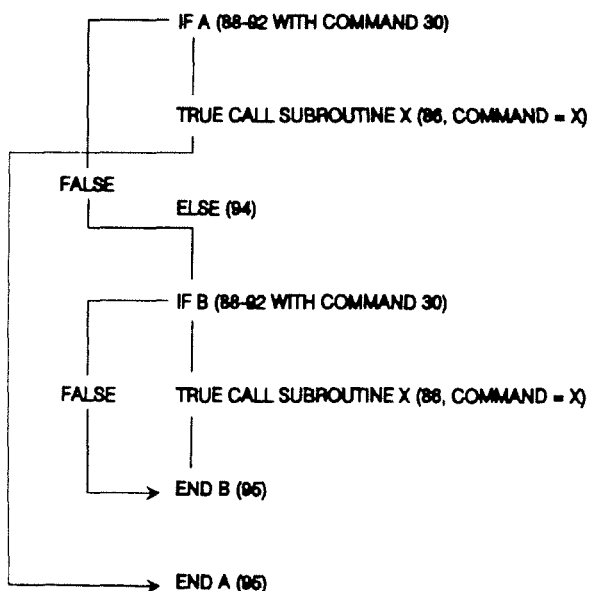 IF A (88-92 WITH COMMAND 30)
TRUE CALL SUBROUTINE X (86, COMMAND = X)
FALSE
ELSE (94)
IF B (88-92 WITH COMMAND 30)
FALSE TRUE CALL SUBROUTINE X (86, COMMAND = X)
END B (95)
END A (95)